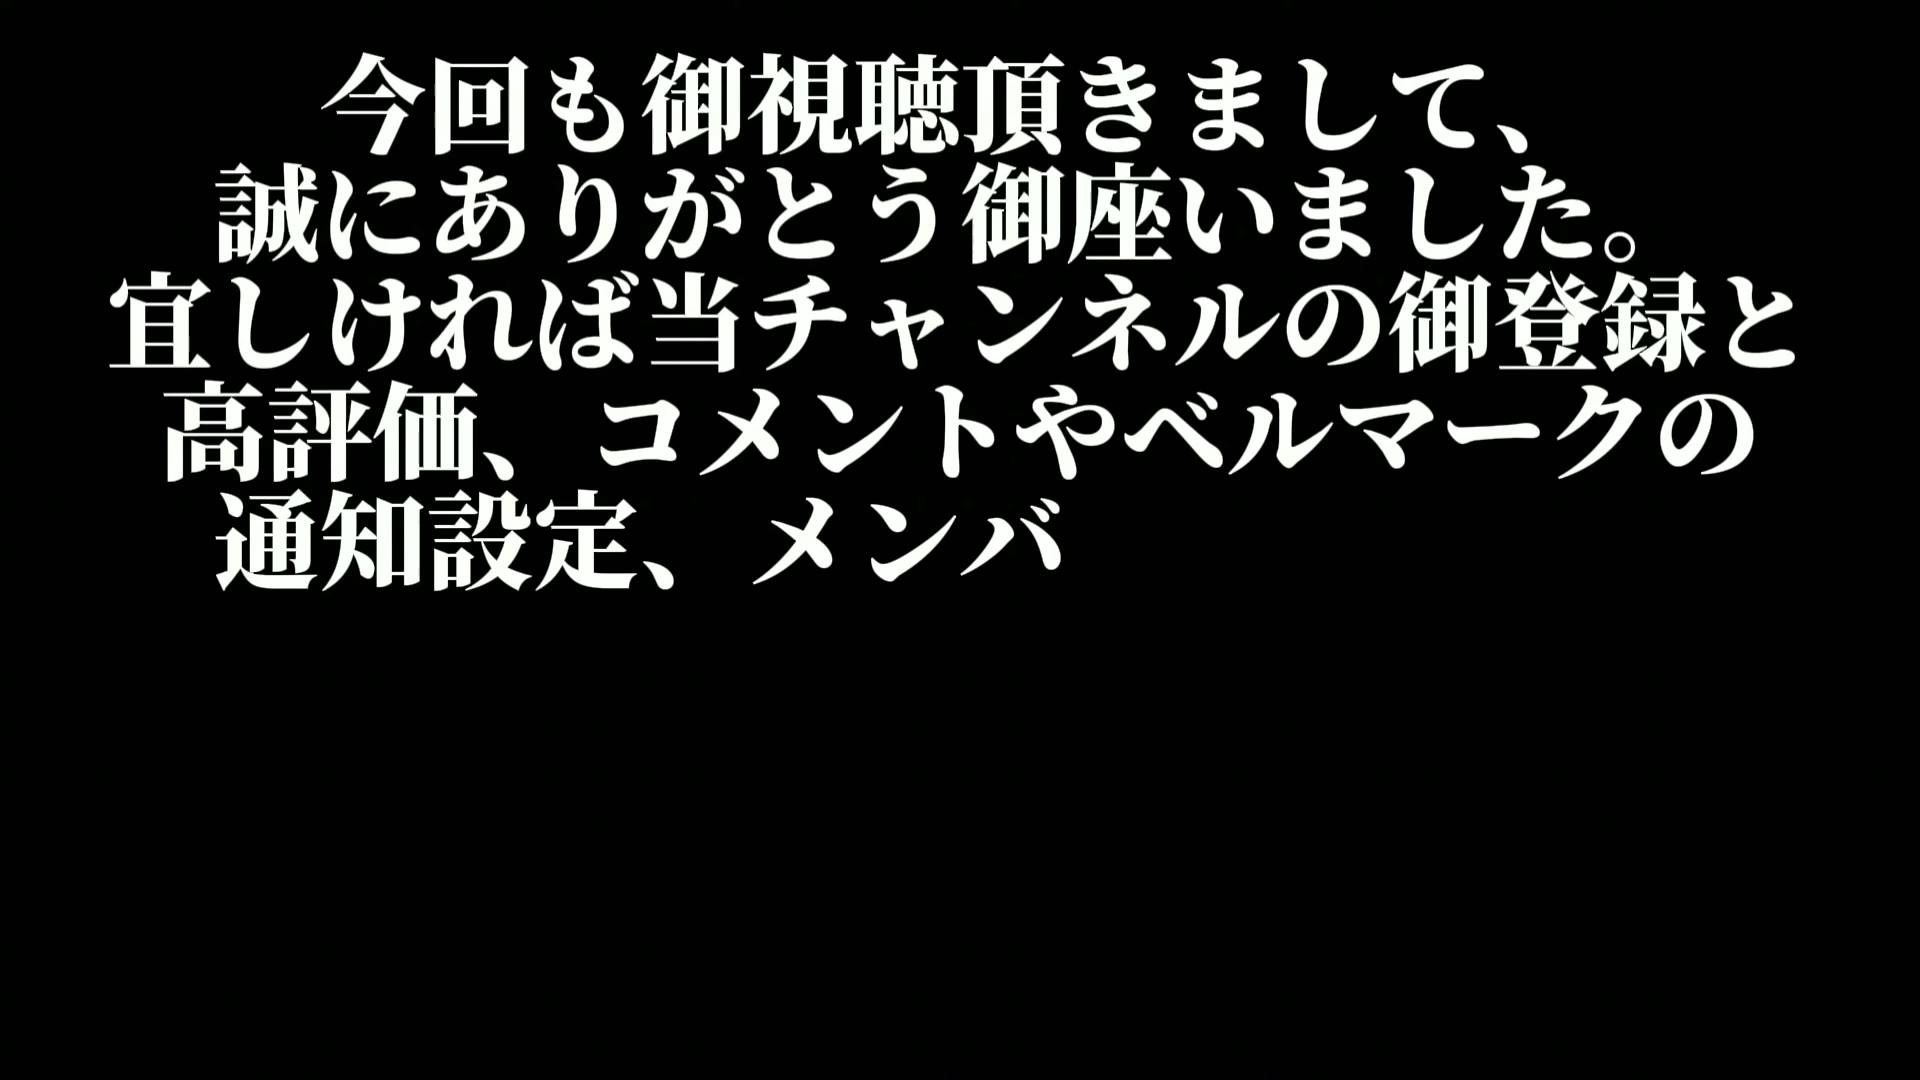 今回も御視聴頂きまして、
誠にありがとう御座いました。
宜しければ当チャンネルの御登録と
高評価、コメントやベルマークの
通知設定、メンバ